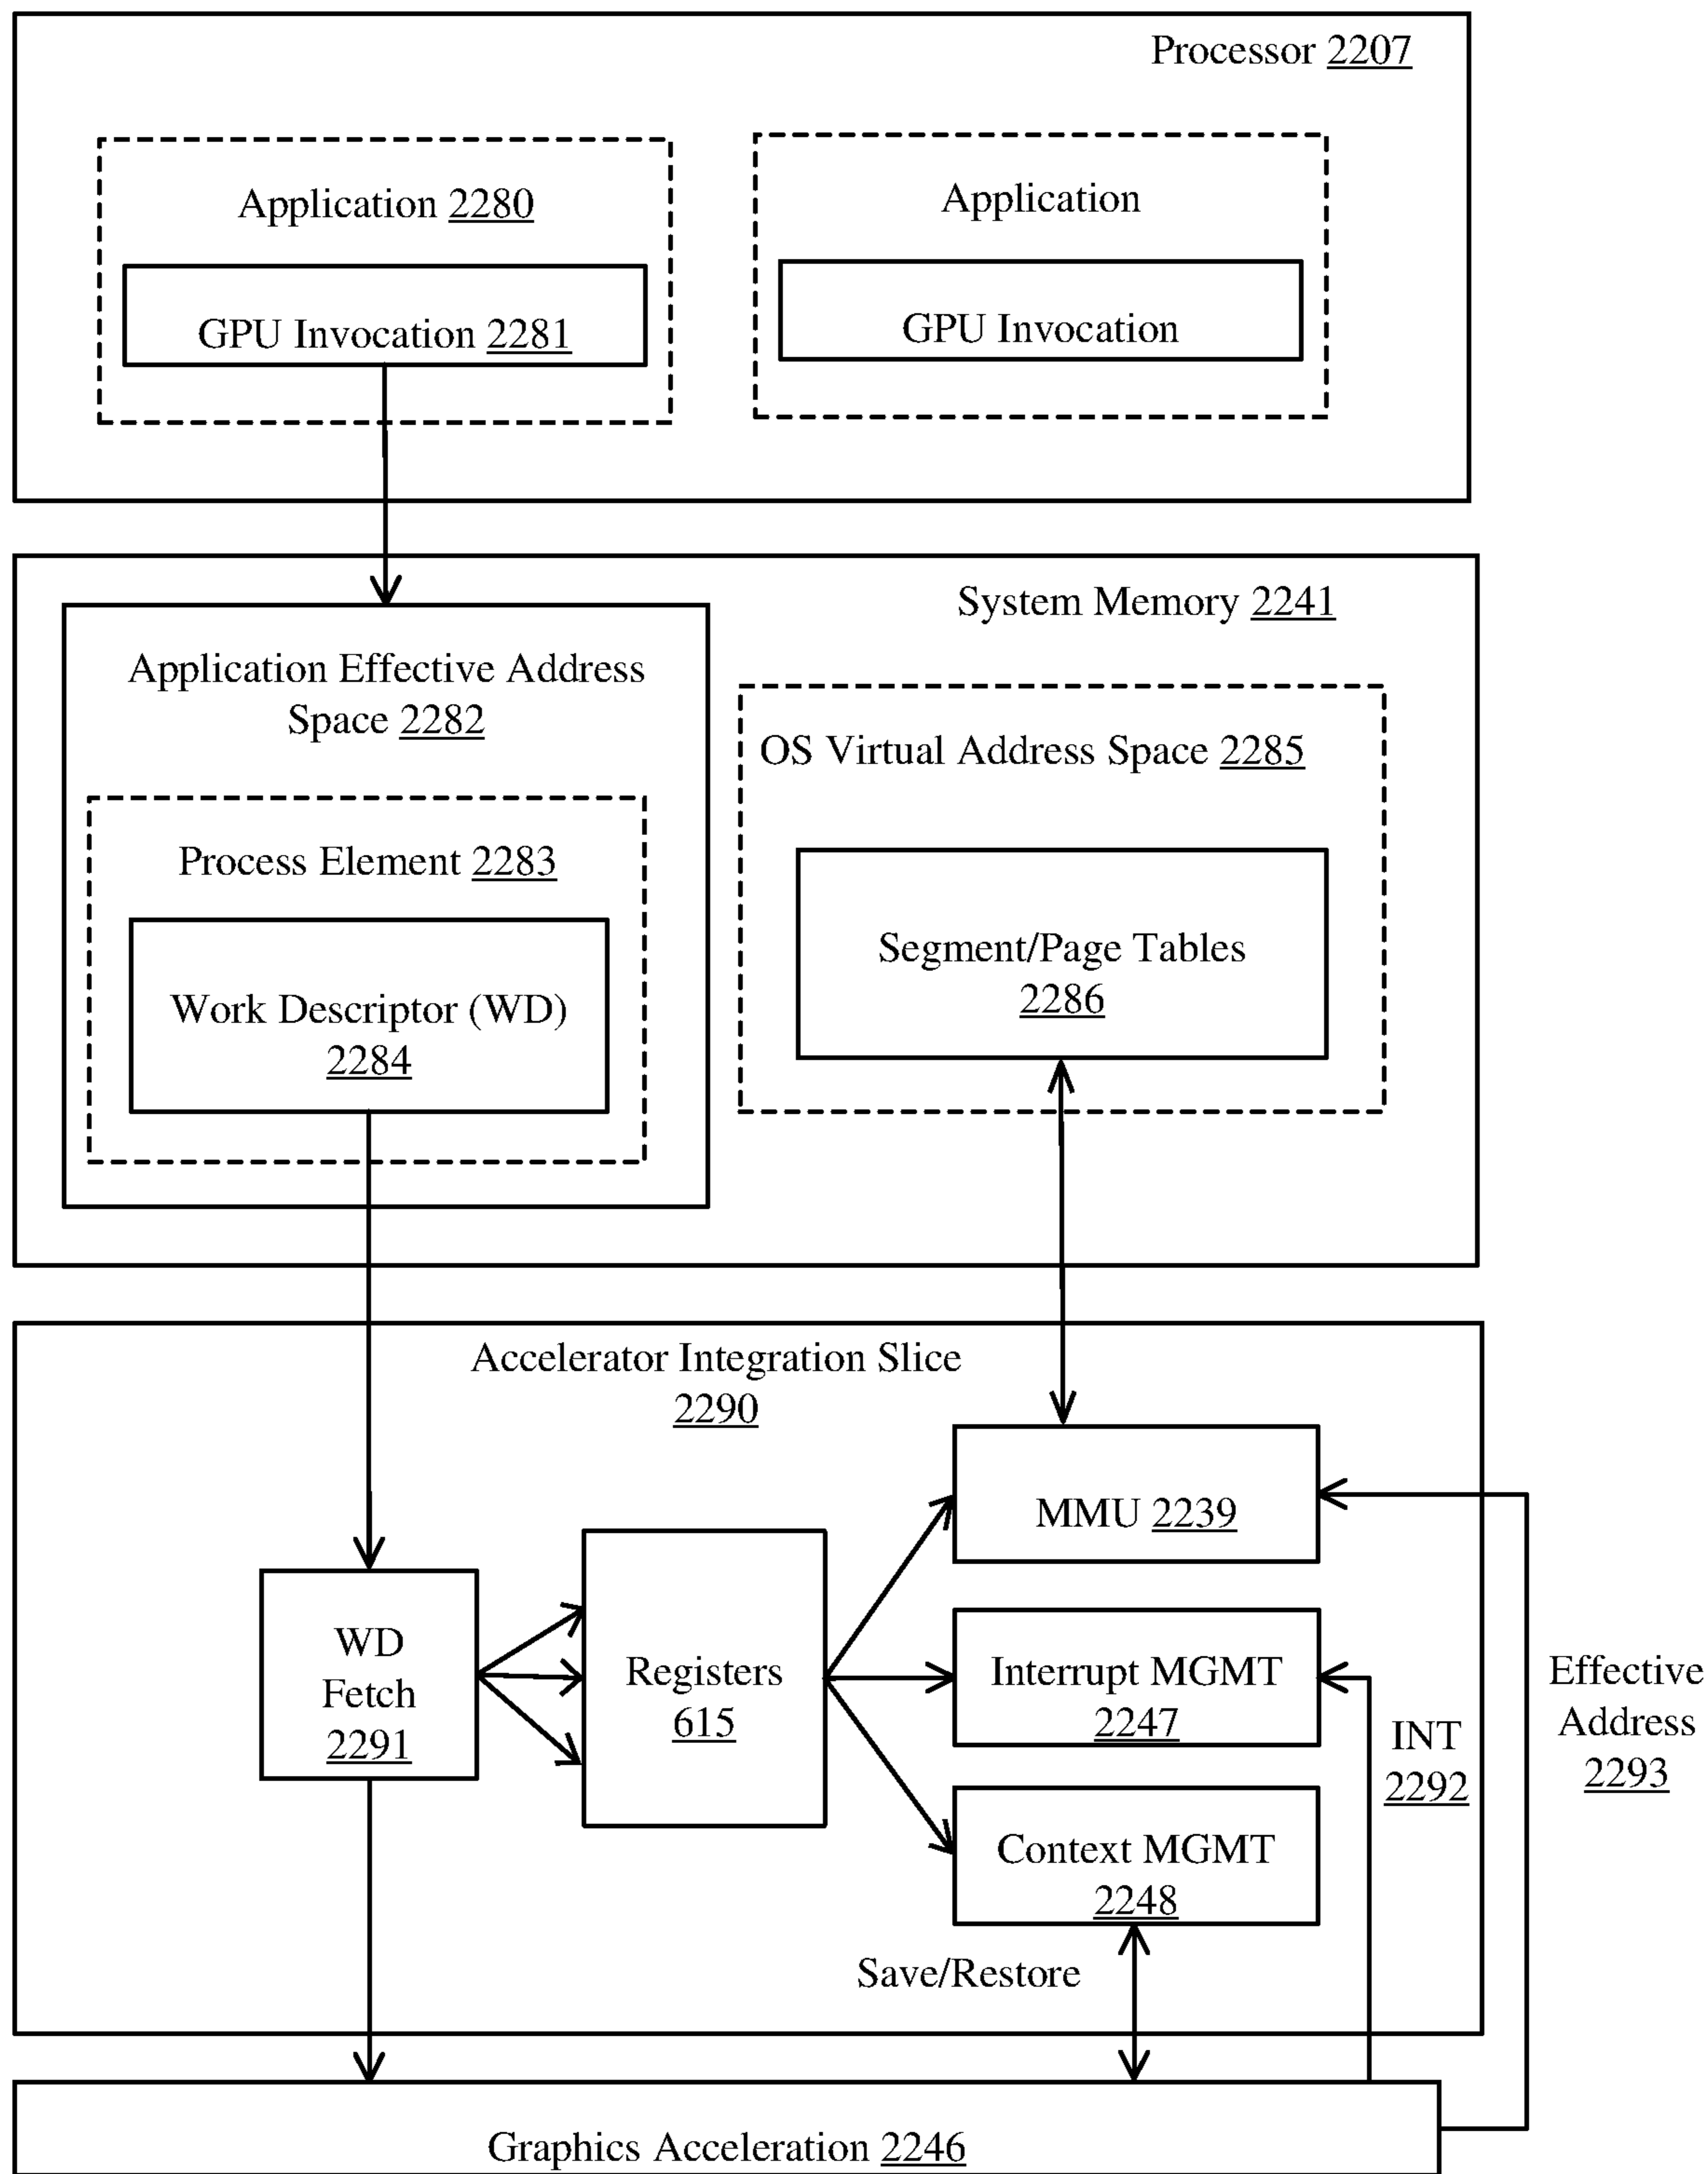 Processor 2207
Application 2280
GPU Invocation 2281
Application
GPU Invocation
System Memory 2241
Application Effective Address
Space 2282
Process Element 2283
Work Descriptor (WD)
2284
OS Virtual Address Space 2285
Segment/Page Tables
2286
Accelerator Integration Slice
2290
WD
Fetch
2291
Registers
615
MMU 2239
Interrupt MGMT
2247
Context MGMT
2248
Save/Restore
INT
2292
Effective
Address
2293
Graphics Acceleration 2246